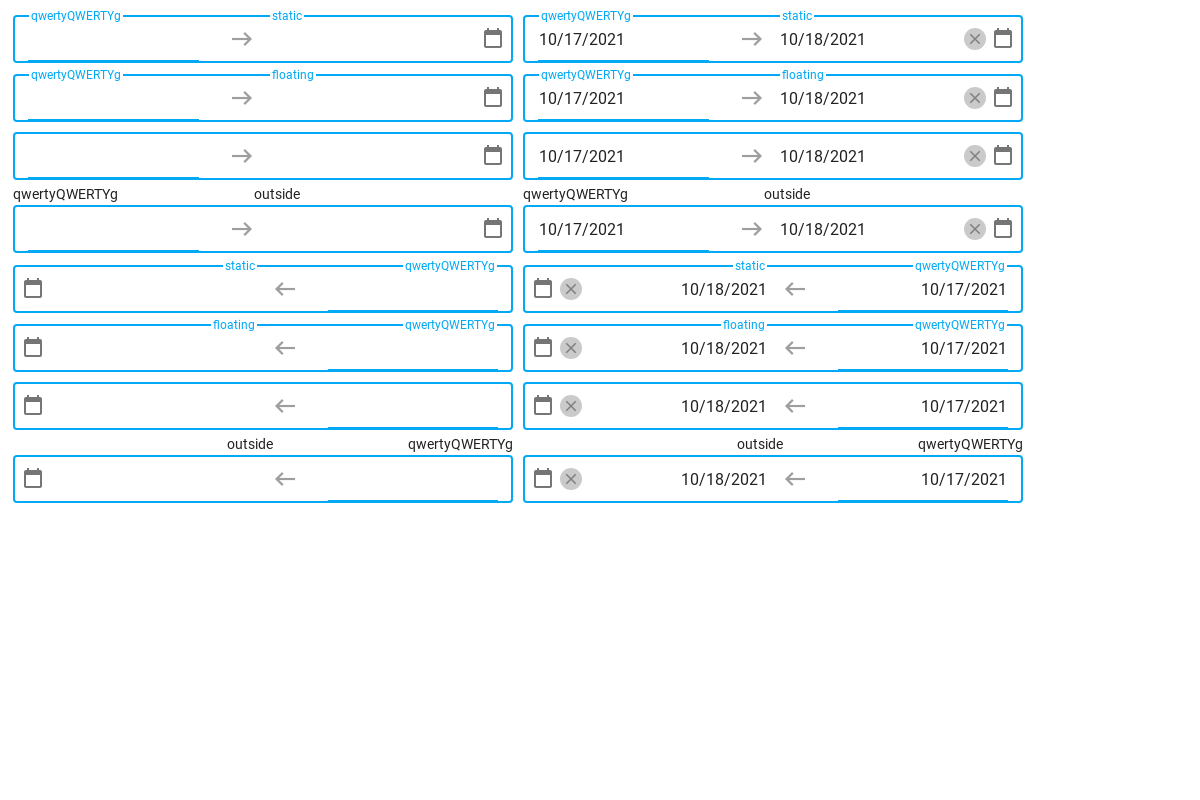 qwertyQWERTYg static qwertyQWERTYg static
10/17/2021 10/18/2021
qwertyQWERTYg floating qwertyQWERTYg floating
10/17/2021 10/18/2021
10/17/2021 10/18/2021
qwertyQWERTYg outside qwertyQWERTYg outside
10/17/2021 10/18/2021
static qwertyQWERTYg static qwertyQWERTYg
10/18/2021 10/17/2021
floating qwertyQWERTYg floating qwertyQWERTYg
10/18/2021 10/17/2021
10/18/2021 10/17/2021
outside qwertyQWERTYg outside qwertyQWERTYg
10/18/2021 10/17/2021